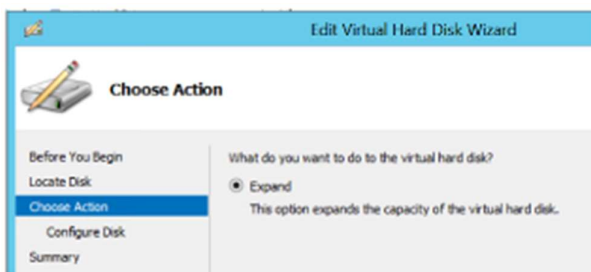 Edit Virtual Hard Disk Wizard
Choose Action
Before You Begin
Locate Disk
Choose Action
Configure Disk
Summary
What do you want to do to the virtual hard disk?
Expand
This option expands the capacity of the virtual hard disk.